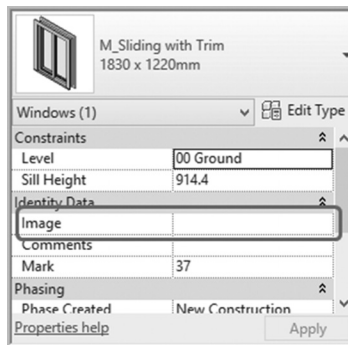 M_Sliding with Trim
1830 x 1220mm
Windows (1) Edit Type
Constraints
Level 00 Ground
Sill Height 914.4
Identity Data
Image
Comments
Mark 37
Phasing
Phase Created New Construction
Properties help Apply